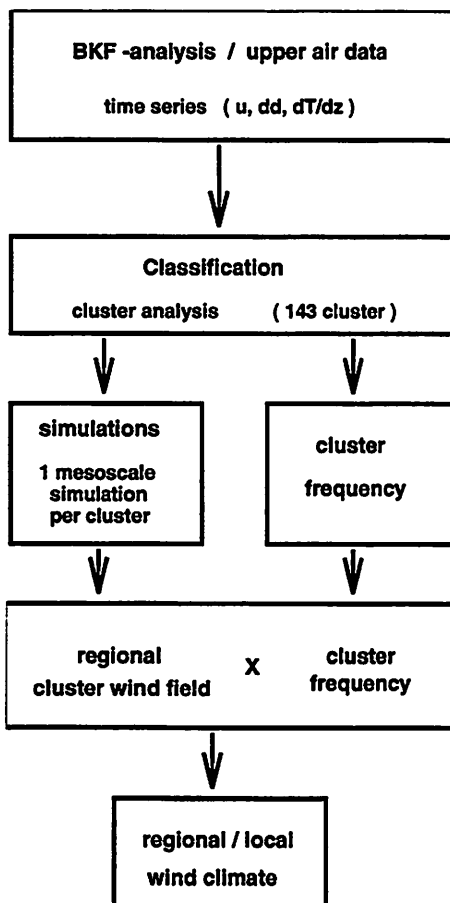 BKF -analysis / upper air data
time series ( u, dd, dT/dz )
Classification
cluster analysis ( 143 cluster )
simulations
1 mesoscale
simulation
per cluster
cluster
frequency
regional
cluster wind field
X
cluster
frequency
regional / local
wind climate